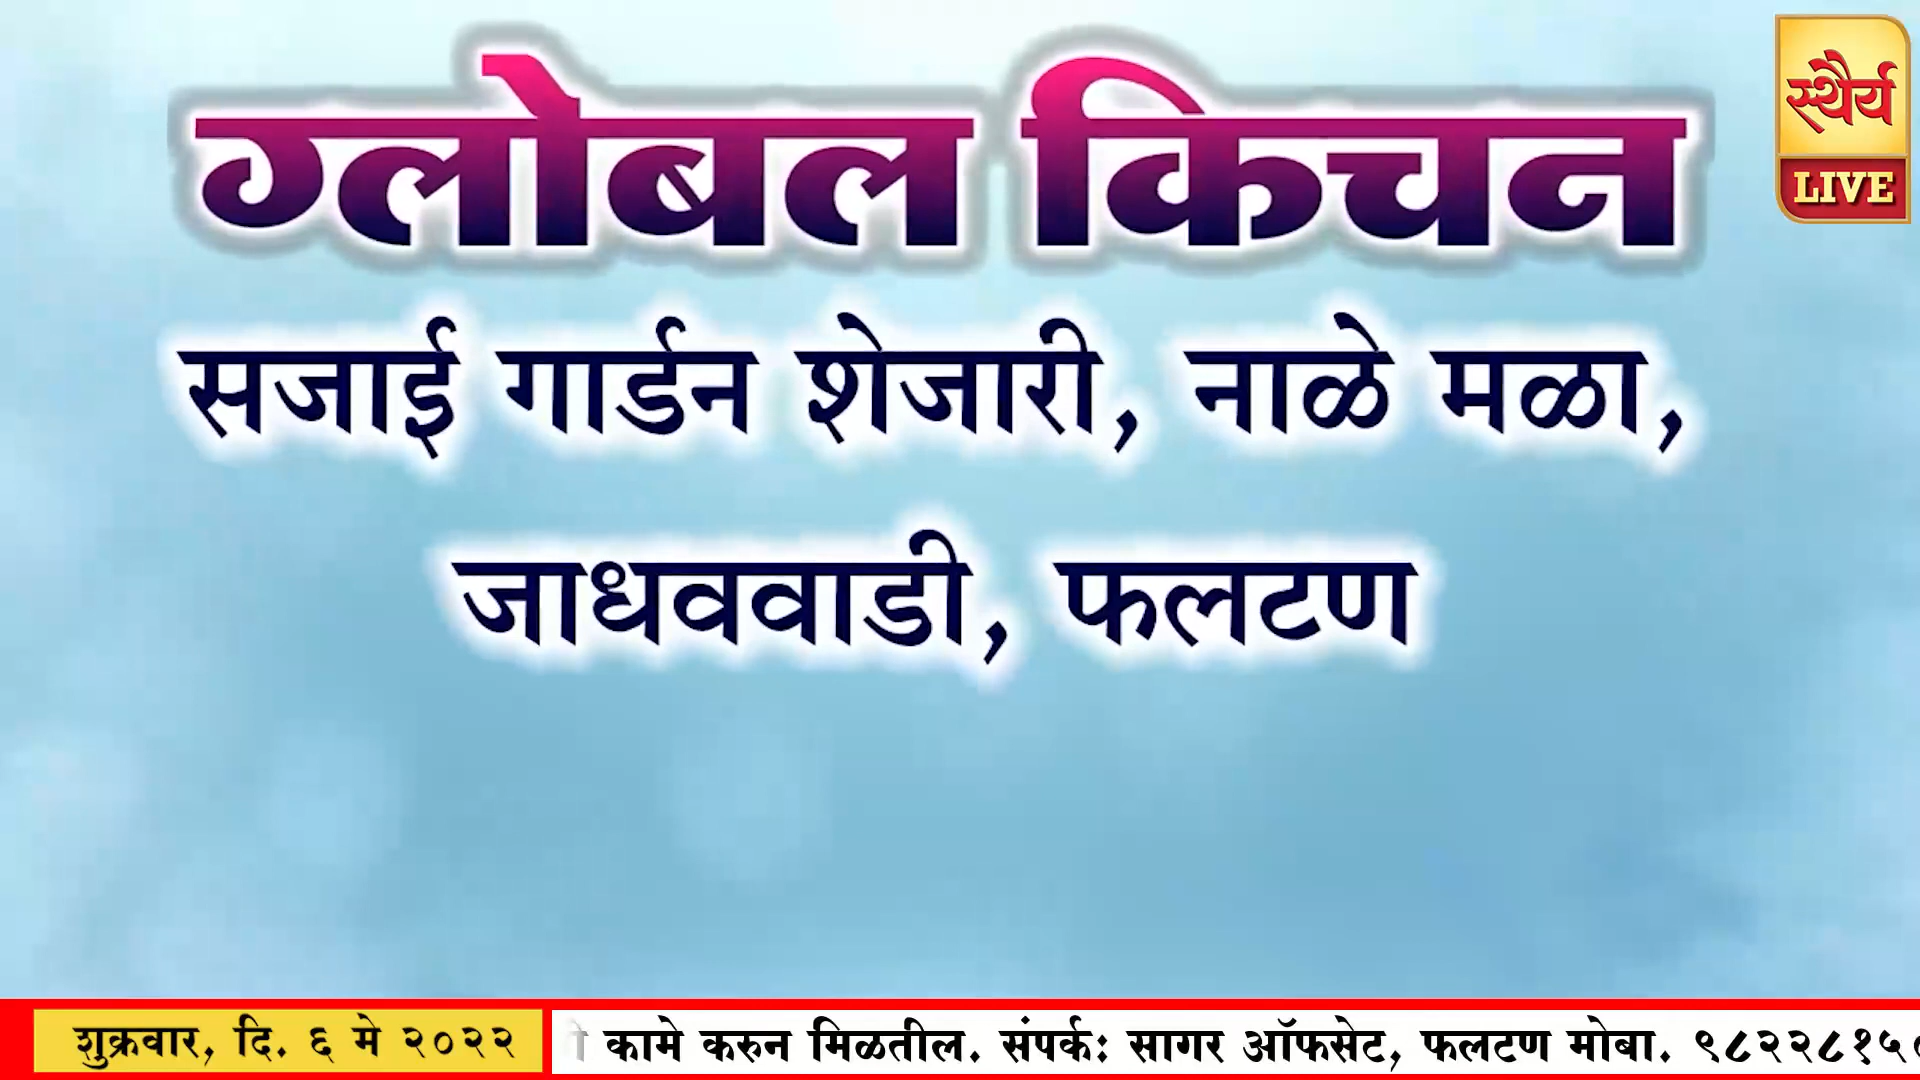 ग्लोबल किचन
स्थैर्य
LIVE
सजाई गार्डन शेजारी, नाळे मळा,
जाधववाडी, फलटण
शुक्रवार, दि. ६ मे २०२२
कामे करुन मिळतील. संपर्क: सागर ऑफसेट, फलटण मोबा.